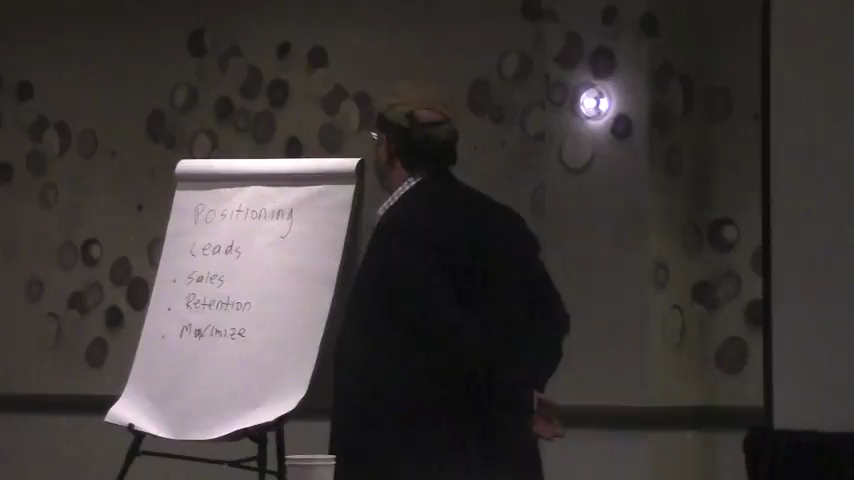 Positioning
Leads
. Sales
. Retention
. Maximize